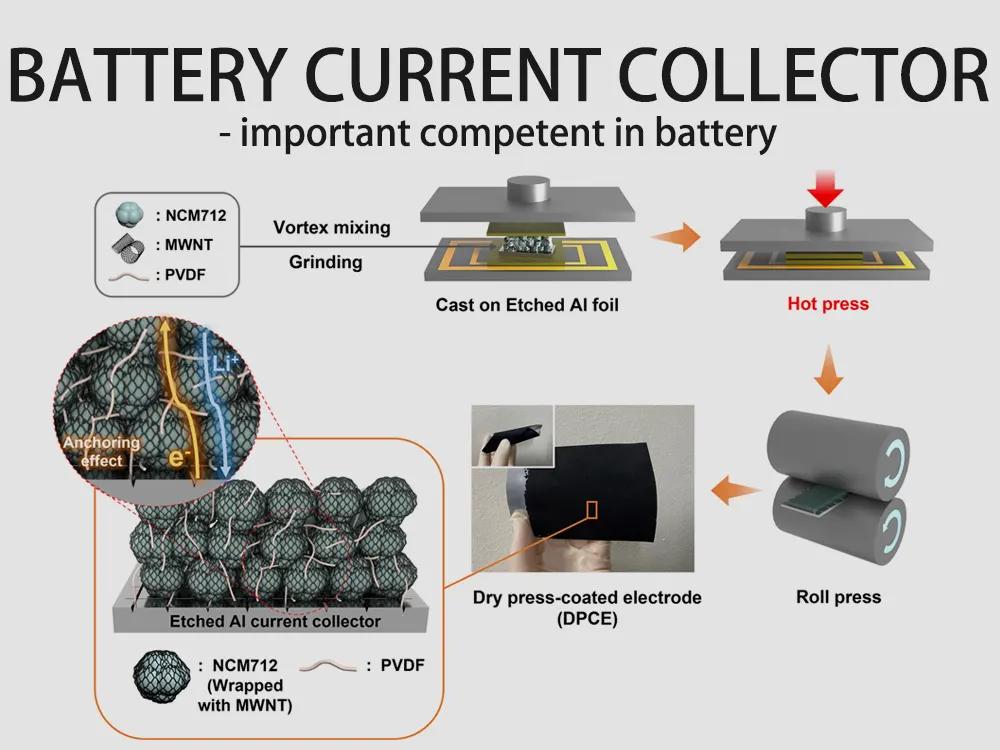 BATTERY CURRENT COLLECTOR
- important competent in battery
: NCM712
: MWNT
: PVDF
Vortex mixing
Grinding
Cast on Etched Al foil
Hot press
Li+
Anchoring
effect
e-
Dry press-coated electrode
(DPCE)
Roll press
Etched Al current collector
: NCM712
(Wrapped
with MWNT)
: PVDF